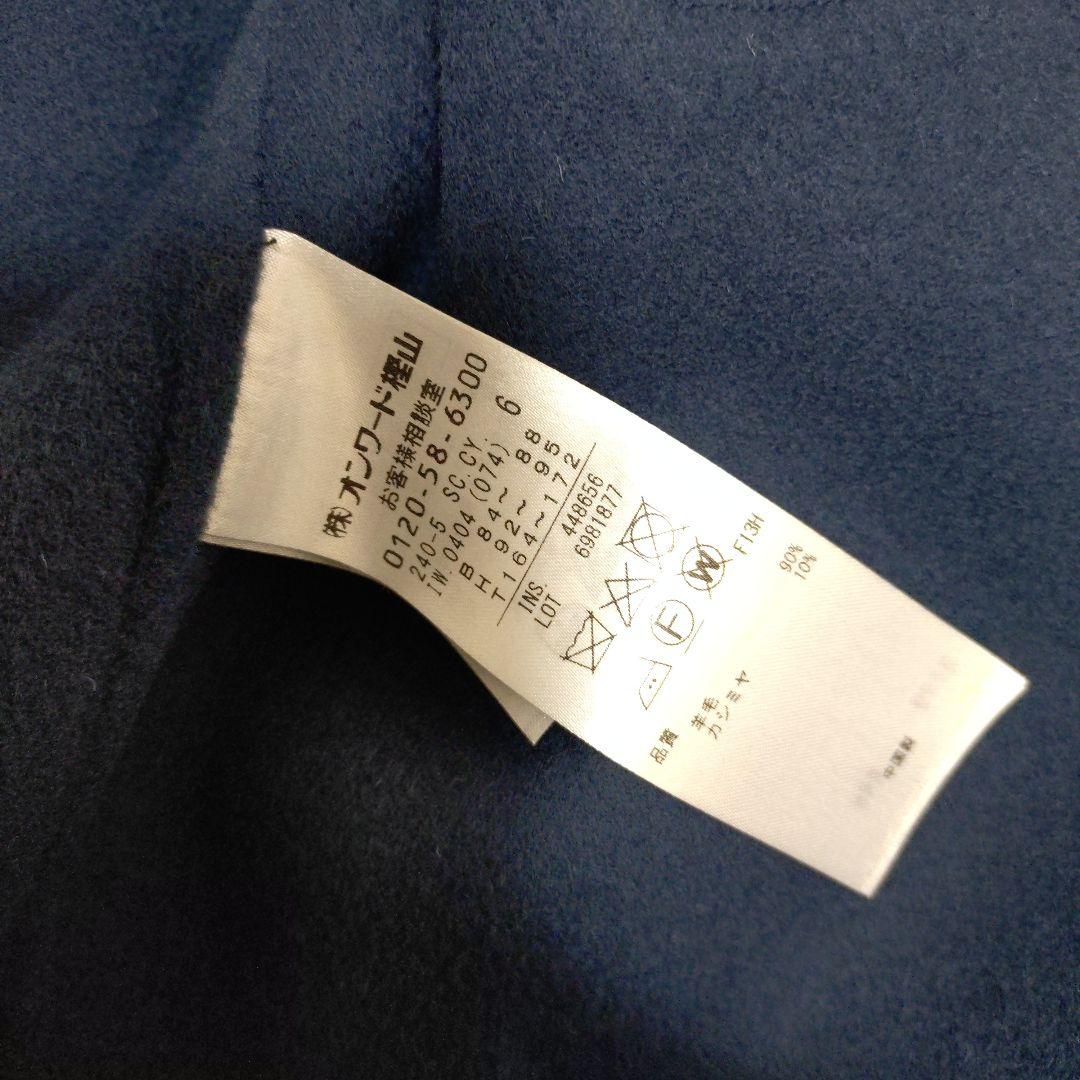 ㈱オンワード樫山
お客様相談室
0120-58-6300
240-5 SC.CY. 6
IW.0404 (074)
B 84～ 88
H 92～ 95
T164～172
INS. 448656
LOT 6981877
F
W
F13H
品質 羊毛 90%
カシミヤ 10%
中国製